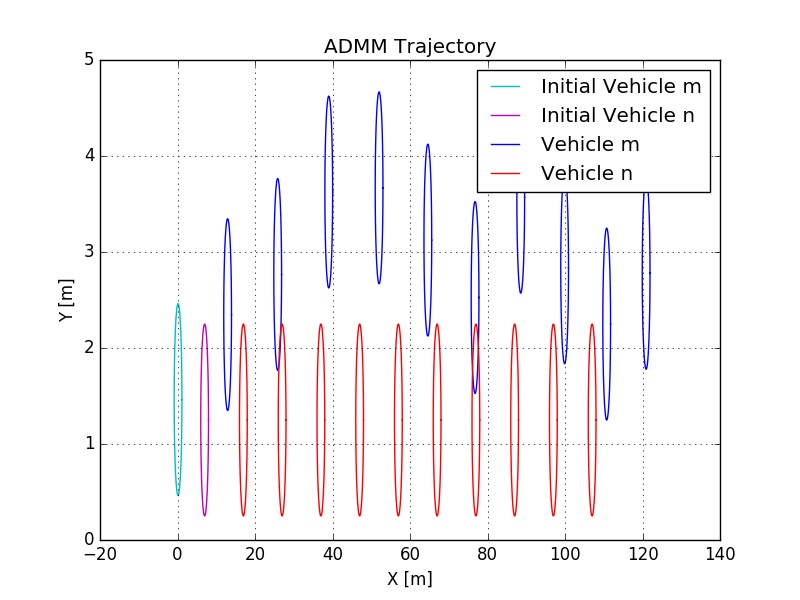 ADMM Trajectory
Initial Vehicle m
Initial Vehicle n
Vehicle m
Vehicle n
5
4
3
2
1
0
Y [m]
−20 0 20 40 60 80 100 120 140
X [m]